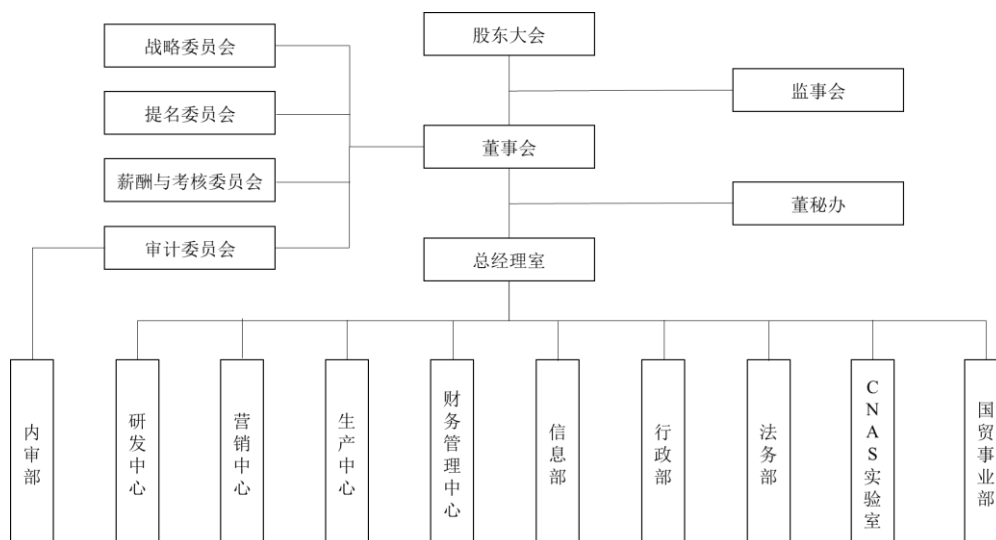 战略委员会
股东大会
提名委员会
监事会
董事会
薪酬与考核委员会
董秘办
审计委员会
总经理室
内审部
研发中心
营销中心
生产中心
财务管理中心
信息部
行政部
法务部
CNAS实验室
国贸事业部